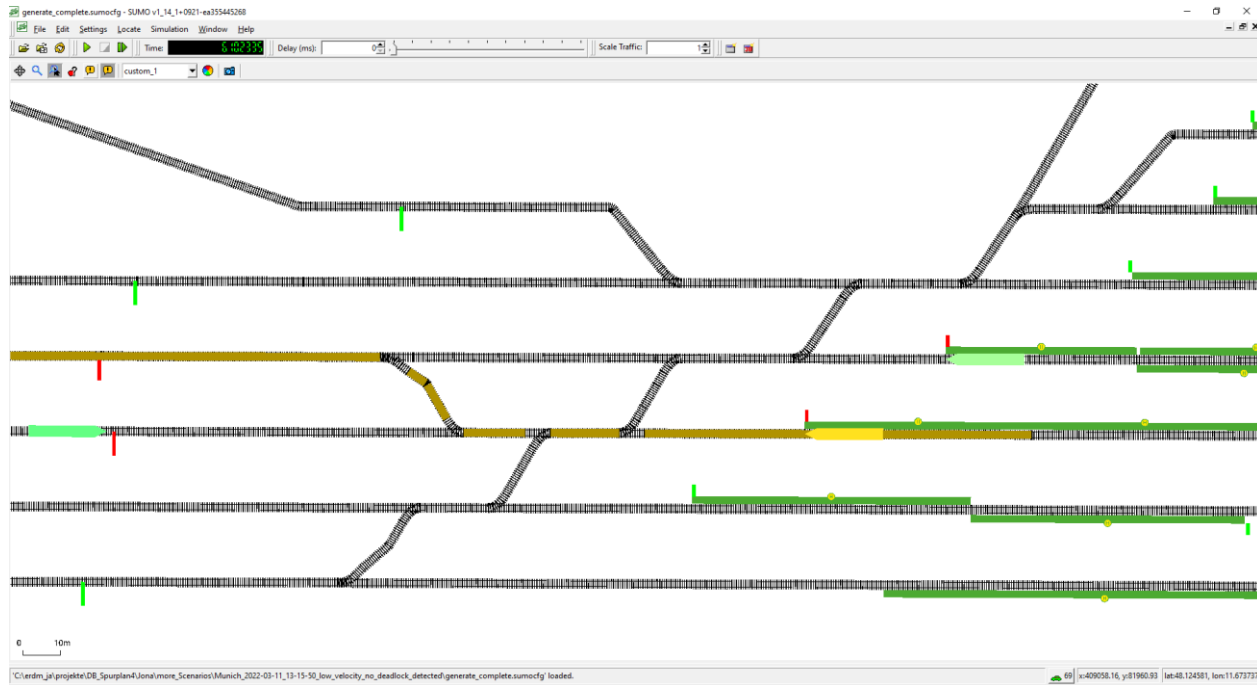 generate_complete.sumocfg - SUMO v1_14_1+0921-ea355445268
File Edit Settings Locate Simulation Window Help
Time: Delay (ms): 0 Scale Traffic: 1
custom_1
0 10m
'C:\erdm_ja\projekte\DB_Spurplan4\Jona\more_Scenarios\Munich_2022-03-11_13-15-50_low_velocity_no_deadlock_detected\generate_complete.sumocfg' loaded.
69 x:409058.16, y:81960.93 lat:48.124581, lon:11.673737